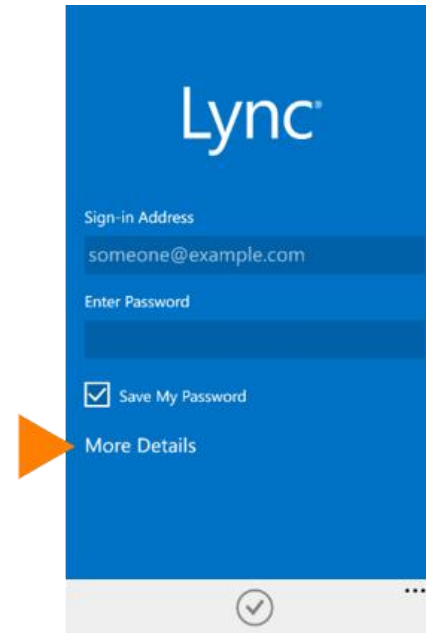 Lync®
Sign-in Address
someone@example.com
Enter Password
Save My Password
More Details